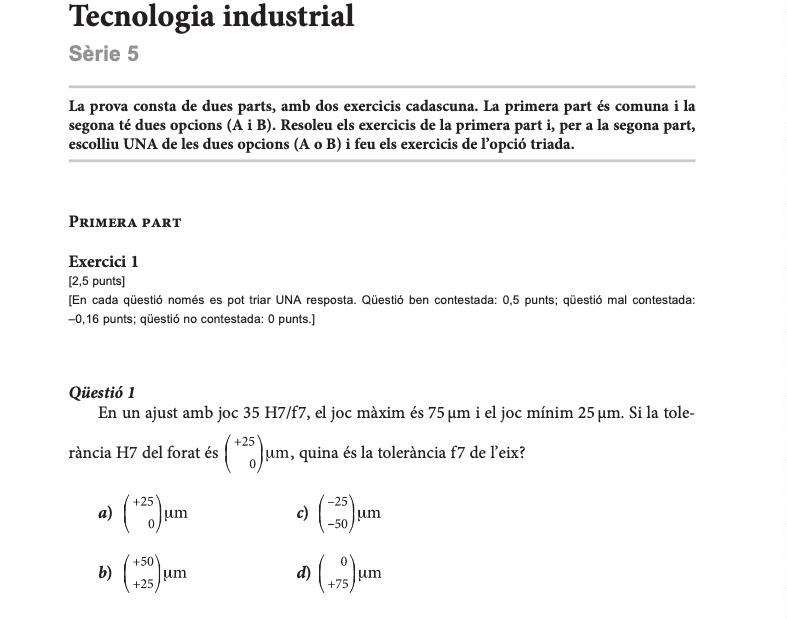 Tecnologia industrial
Sèrie 5
La prova consta de dues parts, amb dos exercicis cadascuna. La primera part és comuna i la
segona té dues opcions (A i B). Resoleu els exercicis de la primera part i, per a la segona part,
escolliu UNA de les dues opcions (A o B) i feu els exercicis de l’opció triada.
PRIMERA PART
Exercici 1
[2,5 punts]
[En cada qüestió només es pot triar UNA resposta. Qüestió ben contestada: 0,5 punts; qüestió mal contestada:
–0,16 punts; qüestió no contestada: 0 punts.]
Qüestió 1
En un ajust amb joc 35 H7/f7, el joc màxim és 75 µm i el joc mínim 25 µm. Si la tole-
rància H7 del forat és (+25 0) µm, quina és la tolerància f7 de l’eix?
a) (+25 0) µm c) (–25 –50) µm
b) (+50 +25) µm d) (0 +75) µm